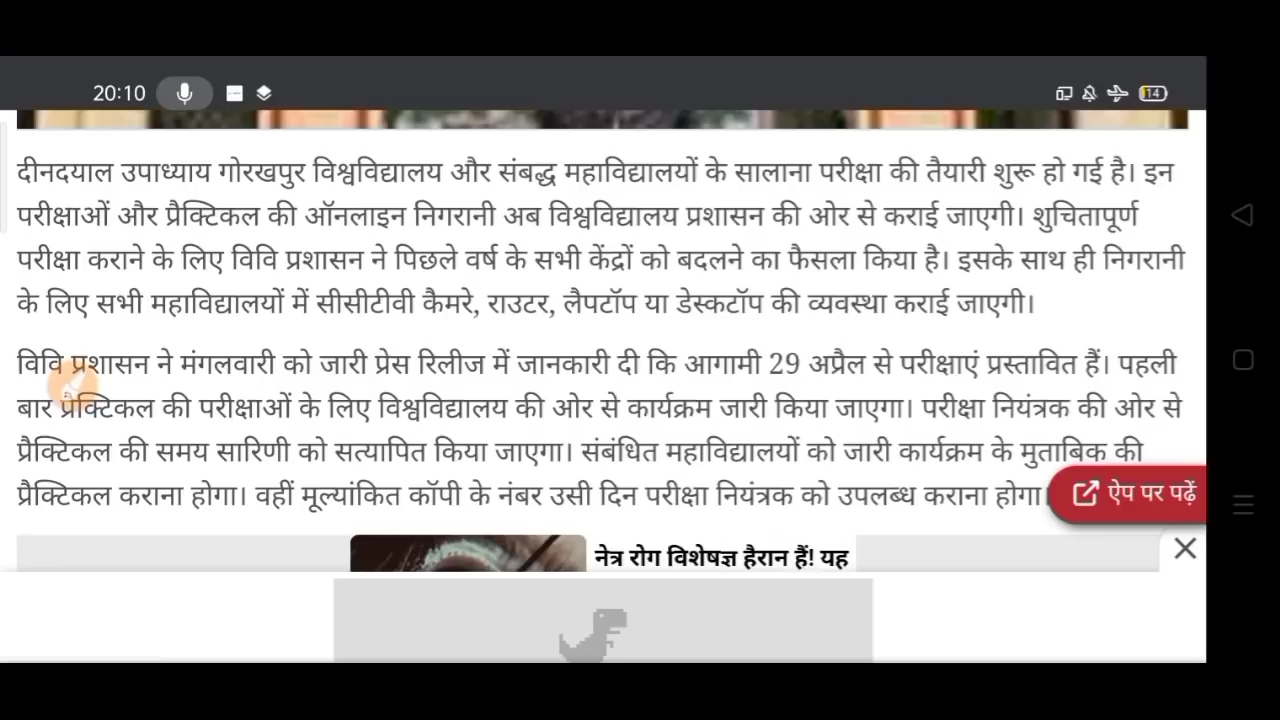 20:10
14
दीनदयाल उपाध्याय गोरखपुर विश्वविद्यालय और संबद्ध महाविद्यालयों के सालाना परीक्षा की तैयारी शुरू हो गई है। इन
परीक्षाओं और प्रैक्टिकल की ऑनलाइन निगरानी अब विश्वविद्यालय प्रशासन की ओर से कराई जाएगी। शुचितापूर्ण
परीक्षा कराने के लिए विवि प्रशासन ने पिछले वर्ष के सभी केंद्रों को बदलने का फैसला किया है। इसके साथ ही निगरानी
के लिए सभी महाविद्यालयों में सीसीटीवी कैमरे, राउटर, लैपटॉप या डेस्कटॉप की व्यवस्था कराई जाएगी।
विवि प्रशासन ने मंगलवारी को जारी प्रेस रिलीज में जानकारी दी कि आगामी 29 अप्रैल से परीक्षाएं प्रस्तावित हैं। पहली
बार प्रैक्टिकल की परीक्षाओं के लिए विश्वविद्यालय की ओर से कार्यक्रम जारी किया जाएगा। परीक्षा नियंत्रक की ओर से
प्रैक्टिकल की समय सारिणी को सत्यापित किया जाएगा। संबंधित महाविद्यालयों को जारी कार्यक्रम के मुताबिक की
प्रैक्टिकल कराना होगा। वहीं मूल्यांकित कॉपी के नंबर उसी दिन परीक्षा नियंत्रक को उपलब्ध कराना होगा।
ऐप पर पढ़ें
नेत्र रोग विशेषज्ञ हैरान हैं! यह